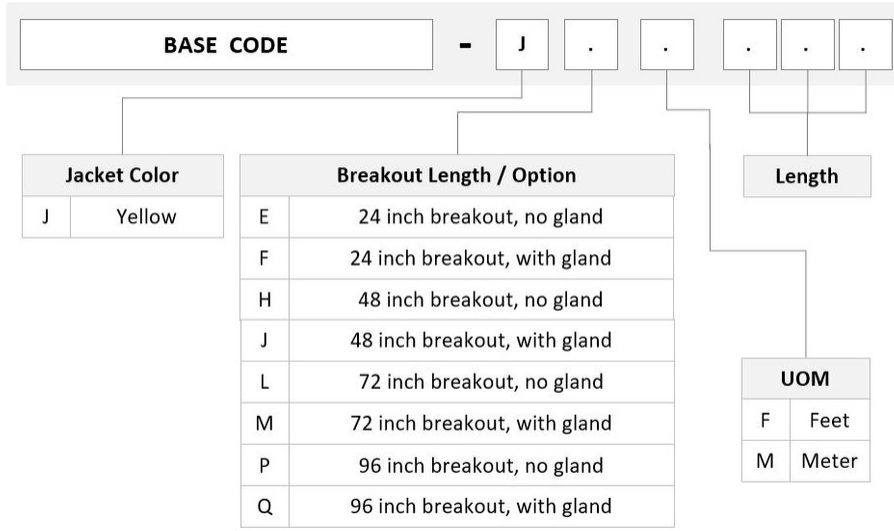 BASE CODE - J . . . . .
Jacket Color
J Yellow
Breakout Length / Option
E 24 inch breakout, no gland
F 24 inch breakout, with gland
H 48 inch breakout, no gland
J 48 inch breakout, with gland
L 72 inch breakout, no gland
M 72 inch breakout, with gland
P 96 inch breakout, no gland
Q 96 inch breakout, with gland
Length
UOM
F Feet
M Meter